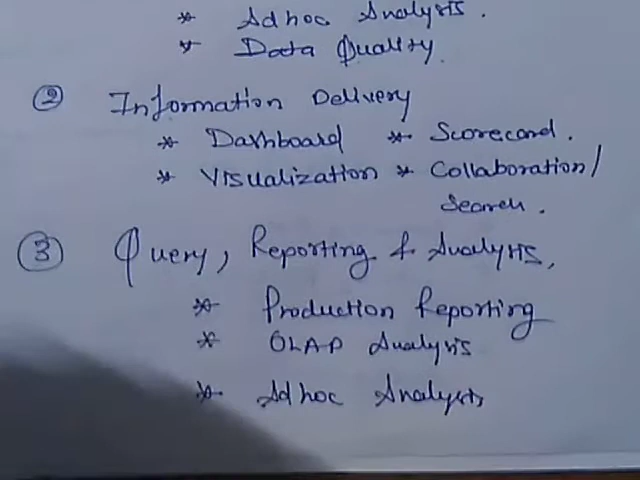 * Adhoc Analysis.
* Data Quality.
② Information Delivery
* Dashboard * Scorecard.
* Visualization * Collaboration/
Search.
③ Query, Reporting & Analysis.
* Production Reporting
* OLAP Analysis
* Adhoc Analysis